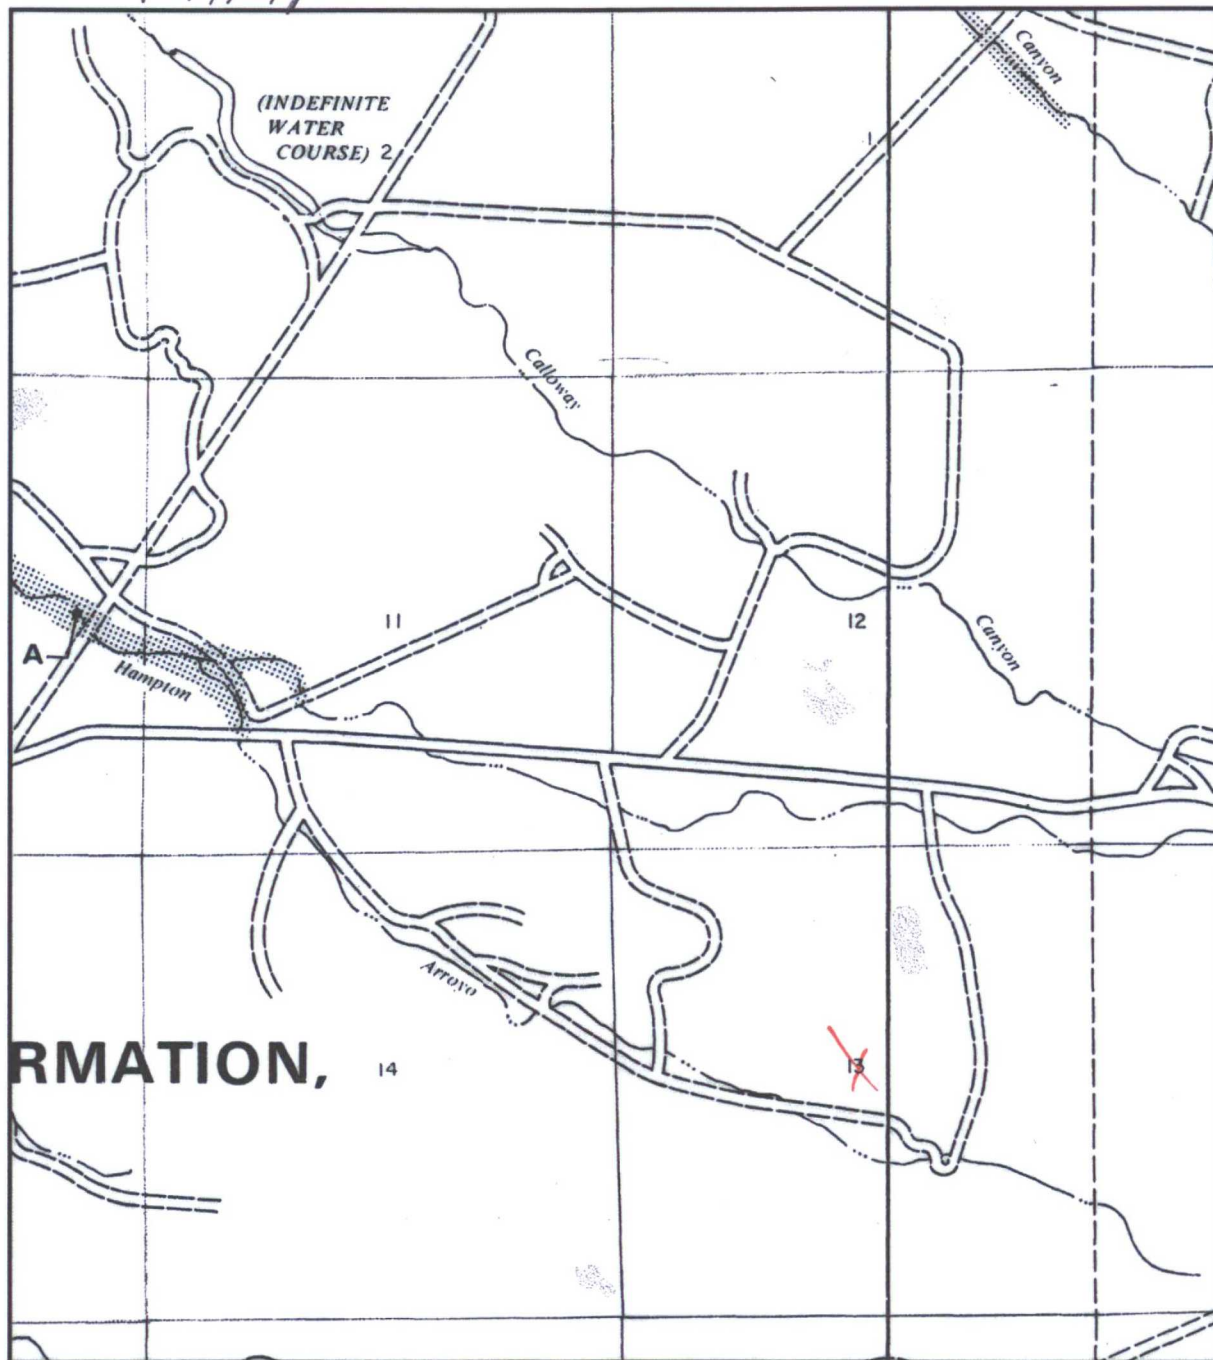 Canyon
(INDEFINITE
WATER
COURSE) 2
1
Calloway
11
12
A
Hampton
Canyon
Arroyo
RMATION,
14
13